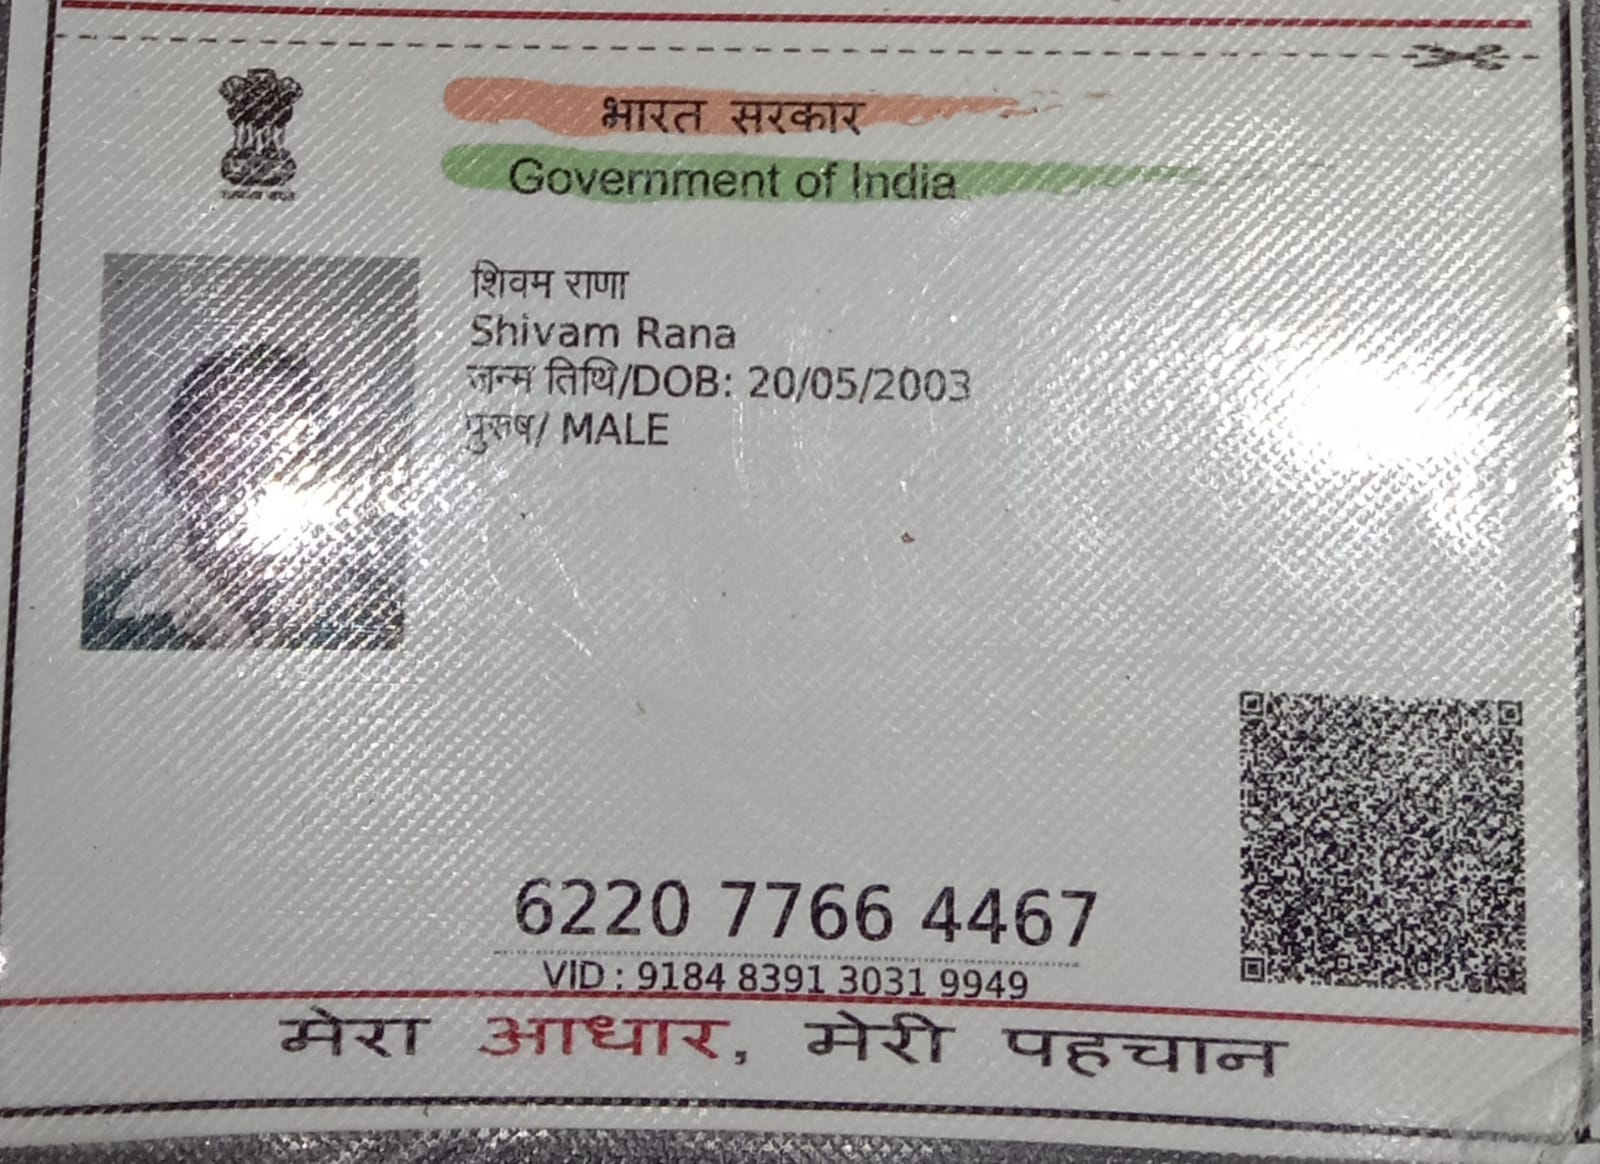 भारत सरकार
Government of India
शिवम राणा
Shivam Rana
जन्म तिथि/DOB: 20/05/2003
पुरुष/ MALE
6220 7766 4467
VID : 9184 8391 3031 9949
मेरा आधार, मेरी पहचान